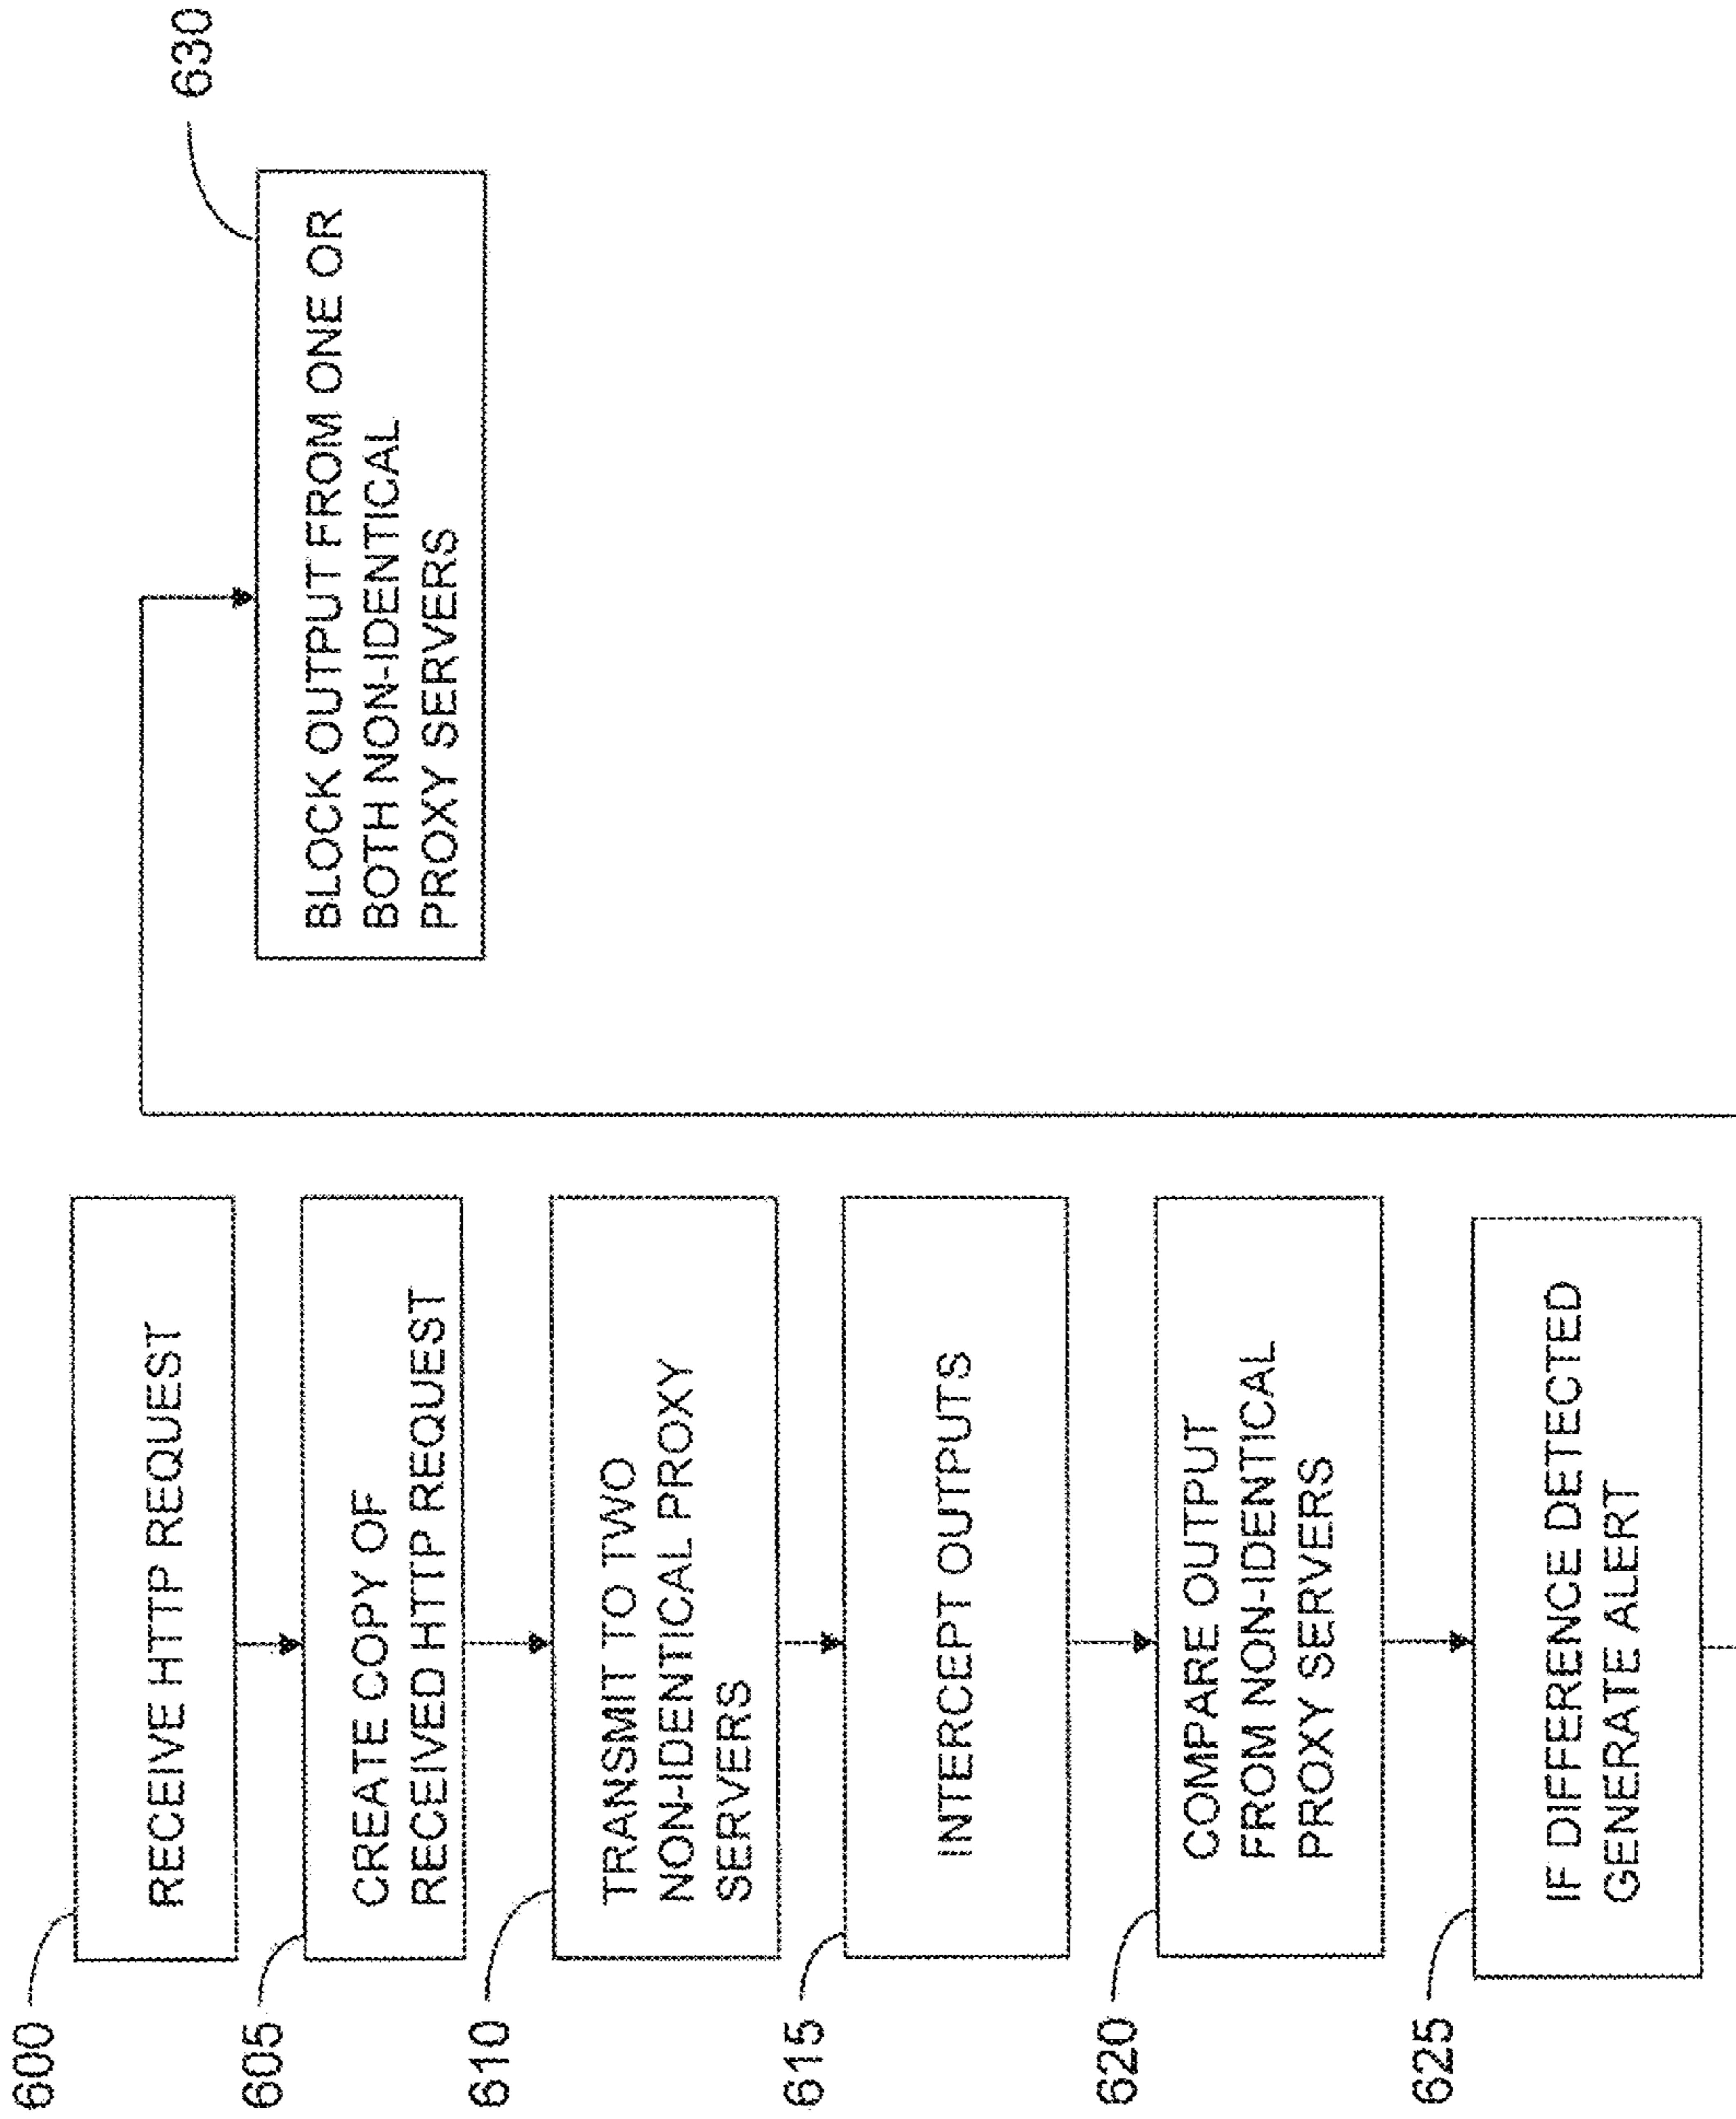 600
RECEIVE HTTP REQUEST
605
CREATE COPY OF
RECEIVED HTTP REQUEST
610
TRANSMIT TO TWO
NON-IDENTICAL PROXY
SERVERS
615
INTERCEPT OUTPUTS
620
COMPARE OUTPUT
FROM NON-IDENTICAL
PROXY SERVERS
625
IF DIFFERENCE DETECTED
GENERATE ALERT
630
BLOCK OUTPUT FROM ONE OR
BOTH NON-IDENTICAL
PROXY SERVERS